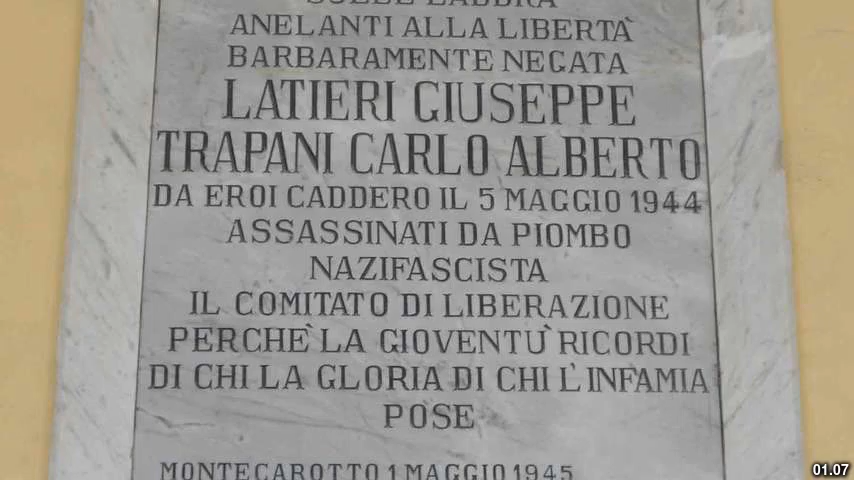 SULLE LABBRA
ANELANTI ALLA LIBERTÀ
BARBARAMENTE NEGATA
LATIERI GIUSEPPE
TRAPANI CARLO ALBERTO
DA EROI CADDERO IL 5 MAGGIO 1944
ASSASSINATI DA PIOMBO
NAZIFASCISTA
IL COMITATO DI LIBERAZIONE
PERCHÈ LA GIOVENTÙ RICORDI
DI CHI LA GLORIA DI CHI L'INFAMIA
POSE
MONTECAROTTO 1 MAGGIO 1945
01.07